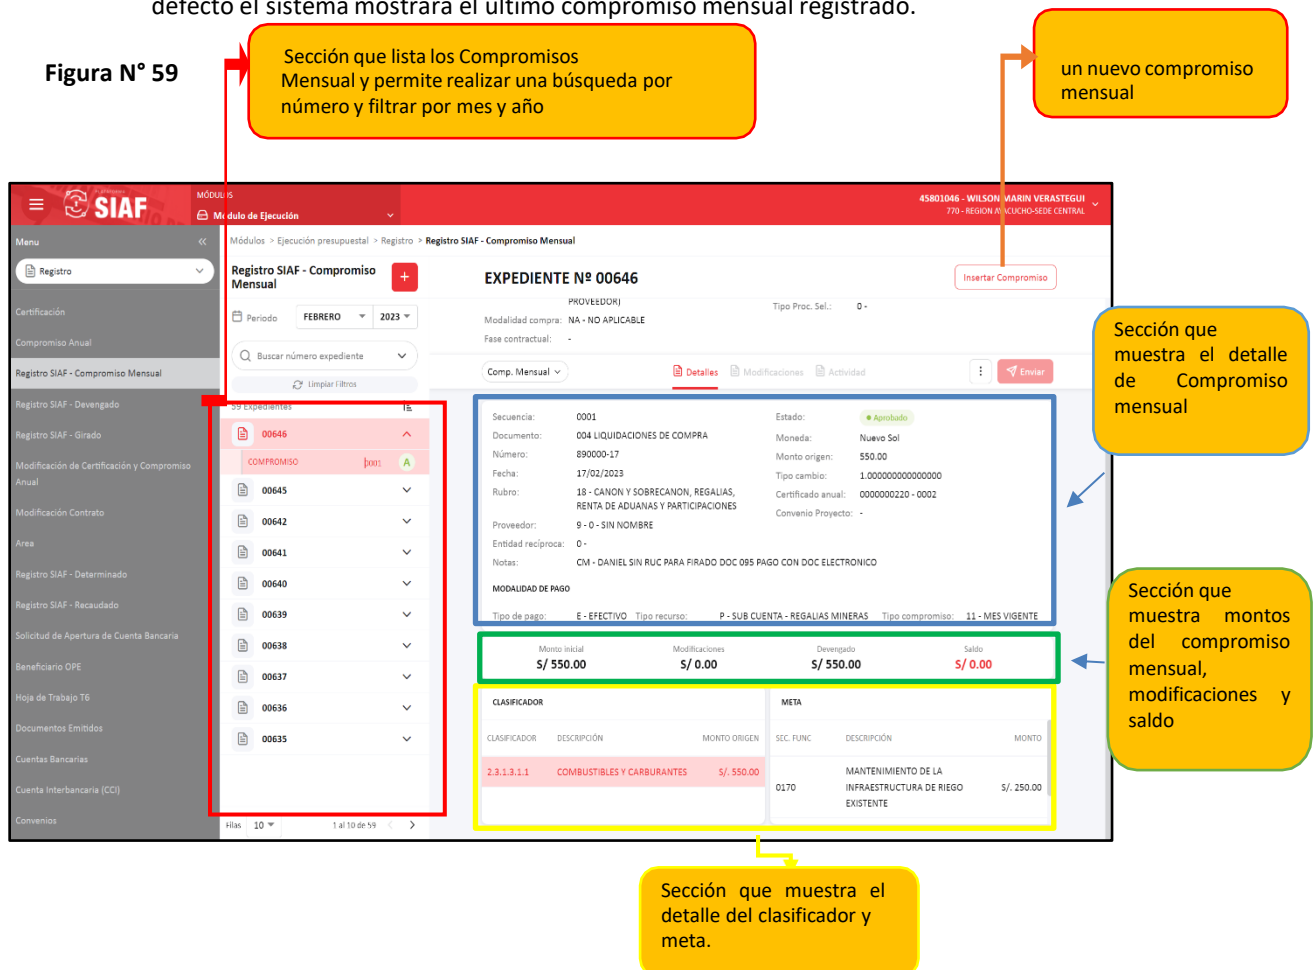 defecto el sistema mostrará el último compromiso mensual registrado.
Figura N° 59
Sección que lista los Compromisos
Mensual y permite realizar una búsqueda por
número y filtrar por mes y año
un nuevo compromiso
mensual
SIAF
MÓDULOS
Módulo de Ejecución
45801046 - WILSON MARIN VERASTEGUI
770 - REGION AYACUCHO-SEDE CENTRAL
Menu
Módulos > Ejecución presupuestal > Registro > Registro SIAF - Compromiso Mensual
Registro
Certificación
Compromiso Anual
Registro SIAF - Compromiso Mensual
Registro SIAF - Devengado
Registro SIAF - Girado
Modificación de Certificación y Compromiso
Anual
Modificación Contrato
Area
Registro SIAF - Determinado
Registro SIAF - Recaudado
Solicitud de Apertura de Cuenta Bancaria
Beneficiario OPE
Hoja de Trabajo T6
Documentos Emitidos
Cuentas Bancarias
Cuenta Interbancaria (CCI)
Convenios
Registro SIAF - Compromiso
Mensual
+
Periodo FEBRERO 2023
Buscar número expediente
Limpiar Filtros
59 Expedientes
00646
COMPROMISO 0001 A
00645
00642
00641
00640
00639
00638
00637
00636
00635
Filas 10 1 al 10 de 59
EXPEDIENTE Nº 00646
Insertar Compromiso
PROVEEDOR)
Tipo Proc. Sel.: 0 -
Modalidad compra: NA - NO APLICABLE
Fase contractual: -
Comp. Mensual
Detalles
Modificaciones
Actividad
Enviar
Secuencia: 0001
Documento: 004 LIQUIDACIONES DE COMPRA
Número: 890000-17
Fecha: 17/02/2023
Rubro: 18 - CANON Y SOBRECANON, REGALIAS,
RENTA DE ADUANAS Y PARTICIPACIONES
Proveedor: 9 - 0 - SIN NOMBRE
Entidad recíproca: 0 -
Notas: CM - DANIEL SIN RUC PARA FIRADO DOC 095 PAGO CON DOC ELECTRONICO
Estado: Aprobado
Moneda: Nuevo Sol
Monto origen: 550.00
Tipo cambio: 1.000000000000000
Certificado anual: 0000000220 - 0002
Convenio Proyecto: -
MODALIDAD DE PAGO
Tipo de pago: E - EFECTIVO Tipo recurso: P - SUB CUENTA - REGALIAS MINERAS Tipo compromiso: 11 - MES VIGENTE
Monto inicial
S/ 550.00
Modificaciones
S/ 0.00
Devengado
S/ 550.00
Saldo
S/ 0.00
CLASIFICADOR
CLASIFICADOR DESCRIPCIÓN MONTO ORIGEN
2.3.1.3.1.1 COMBUSTIBLES Y CARBURANTES S/. 550.00
META
SEC. FUNC DESCRIPCIÓN MONTO
MANTENIMIENTO DE LA
0170 INFRAESTRUCTURA DE RIEGO S/. 250.00
EXISTENTE
Sección que
muestra el detalle
de Compromiso
mensual
Sección que
muestra montos
del compromiso
mensual,
modificaciones y
saldo
Sección que muestra el
detalle del clasificador y
meta.